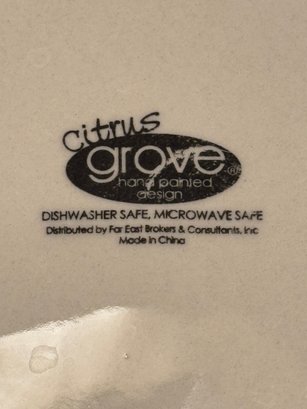 citrus
grove®
hand painted
design
DISHWASHER SAFE, MICROWAVE SAFE
Distributed by Far East Brokers & Consultants, Inc
Made in China